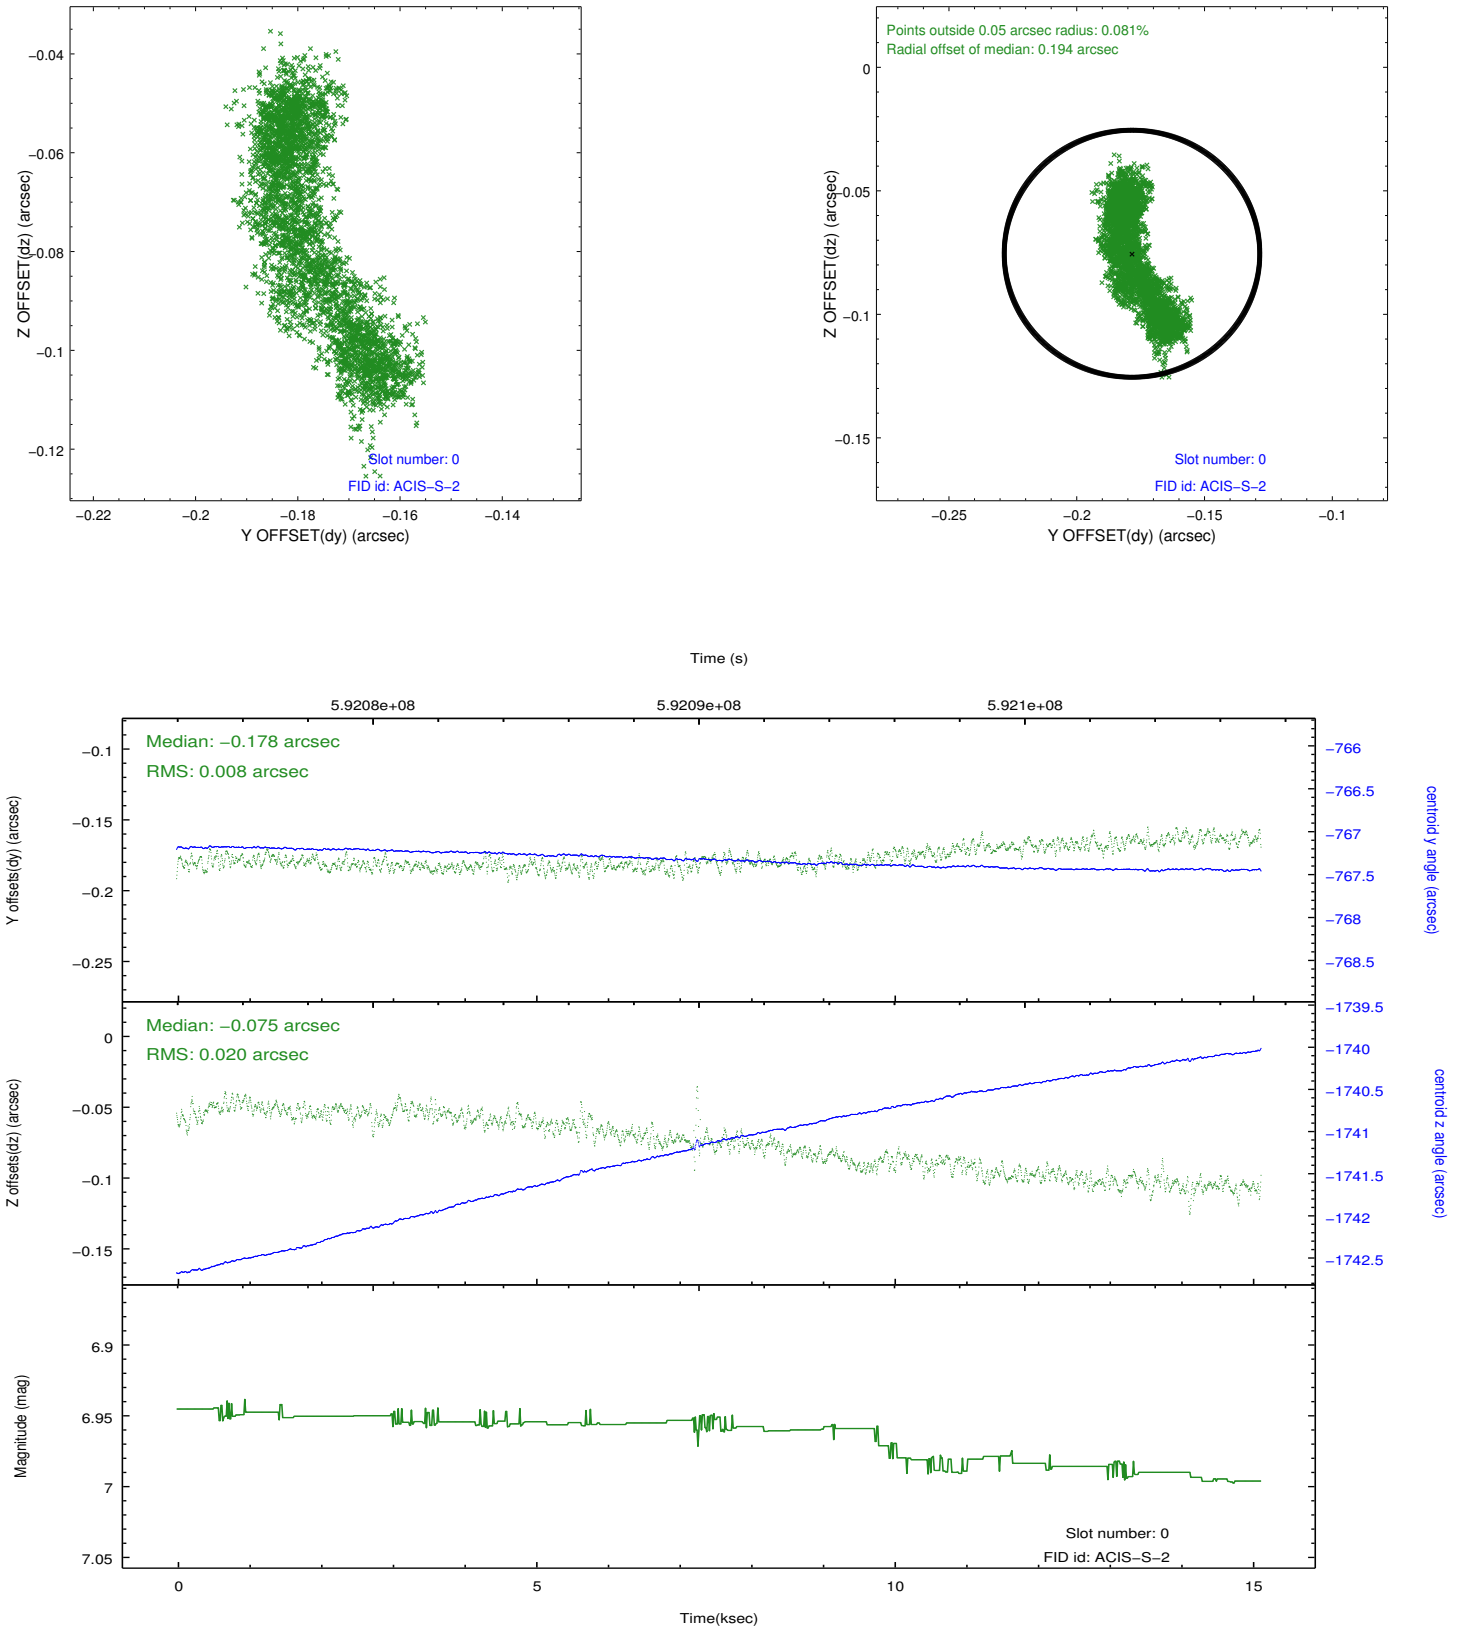 −0.04
−0.06
−0.08
−0.1
−0.12
Z OFFSET(dz) (arcsec)
Slot number: 0
FID id: ACIS−S−2
−0.22
−0.2
−0.18
−0.16
−0.14
Y OFFSET(dy) (arcsec)
Points outside 0.05 arcsec radius: 0.081%
Radial offset of median: 0.194 arcsec
0
−0.05
−0.1
−0.15
Z OFFSET(dz) (arcsec)
Slot number: 0
FID id: ACIS−S−2
−0.25
−0.2
−0.15
−0.1
Y OFFSET(dy) (arcsec)
Time (s)
5.9208e+08
5.9209e+08
5.921e+08
Median: −0.178 arcsec
RMS: 0.008 arcsec
−0.1
−0.15
−0.2
−0.25
Y offsets(dy) (arcsec)
−766
−766.5
−767
−767.5
−768
−768.5
centroid y angle (arcsec)
Median: −0.075 arcsec
RMS: 0.020 arcsec
0
−0.05
−0.1
−0.15
Z offsets(dz) (arcsec)
−1739.5
−1740
−1740.5
−1741
−1741.5
−1742
−1742.5
centroid z angle (arcsec)
6.9
6.95
7
7.05
Magnitude (mag)
Slot number: 0
FID id: ACIS−S−2
0
5
10
15
Time(ksec)